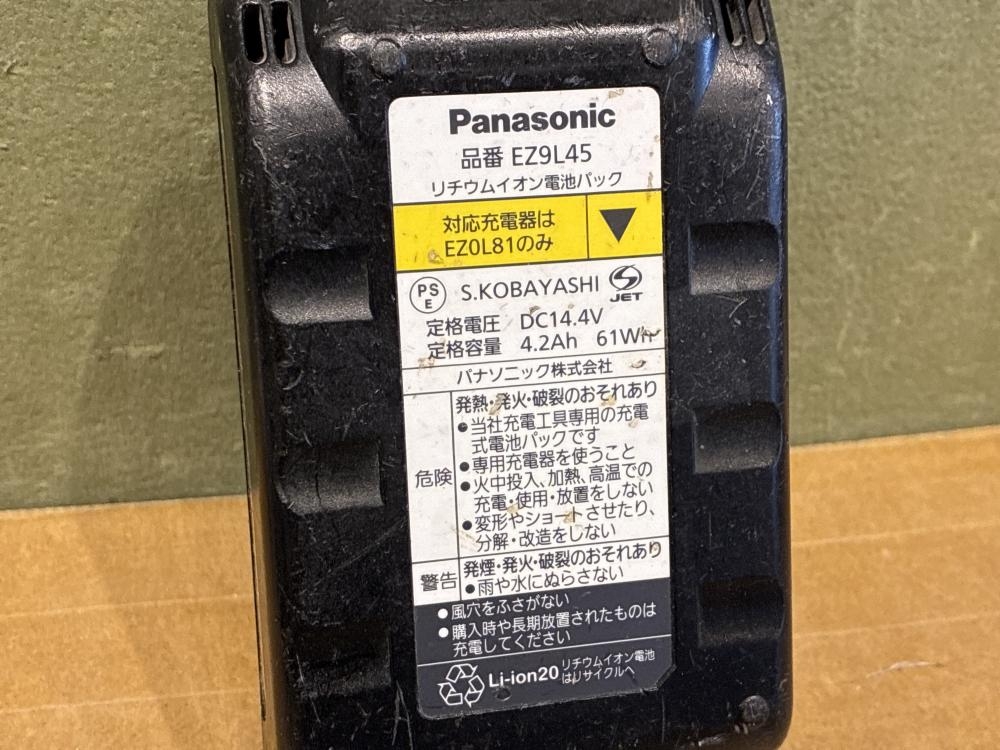 Panasonic
品番 EZ9L45
リチウムイオン電池パック
対応充電器は
EZ0L81のみ
PS
E
S.KOBAYASHI
JET
定格電圧 DC14.4V
定格容量 4.2Ah 61Wh
パナソニック株式会社
危険
発熱・発火・破裂のおそれあり
●当社充電工具専用の充電
式電池パックです
●専用充電器を使うこと
●火中投入、加熱、高温での
充電・使用・放置をしない
●変形やショートさせたり、
分解・改造をしない
警告
発煙・発火・破裂のおそれあり
●雨や水にぬらさない
●風穴をふさがない
●購入時や長期放置されたものは
充電してください
Li-ion20
リチウムイオン電池
はリサイクルへ